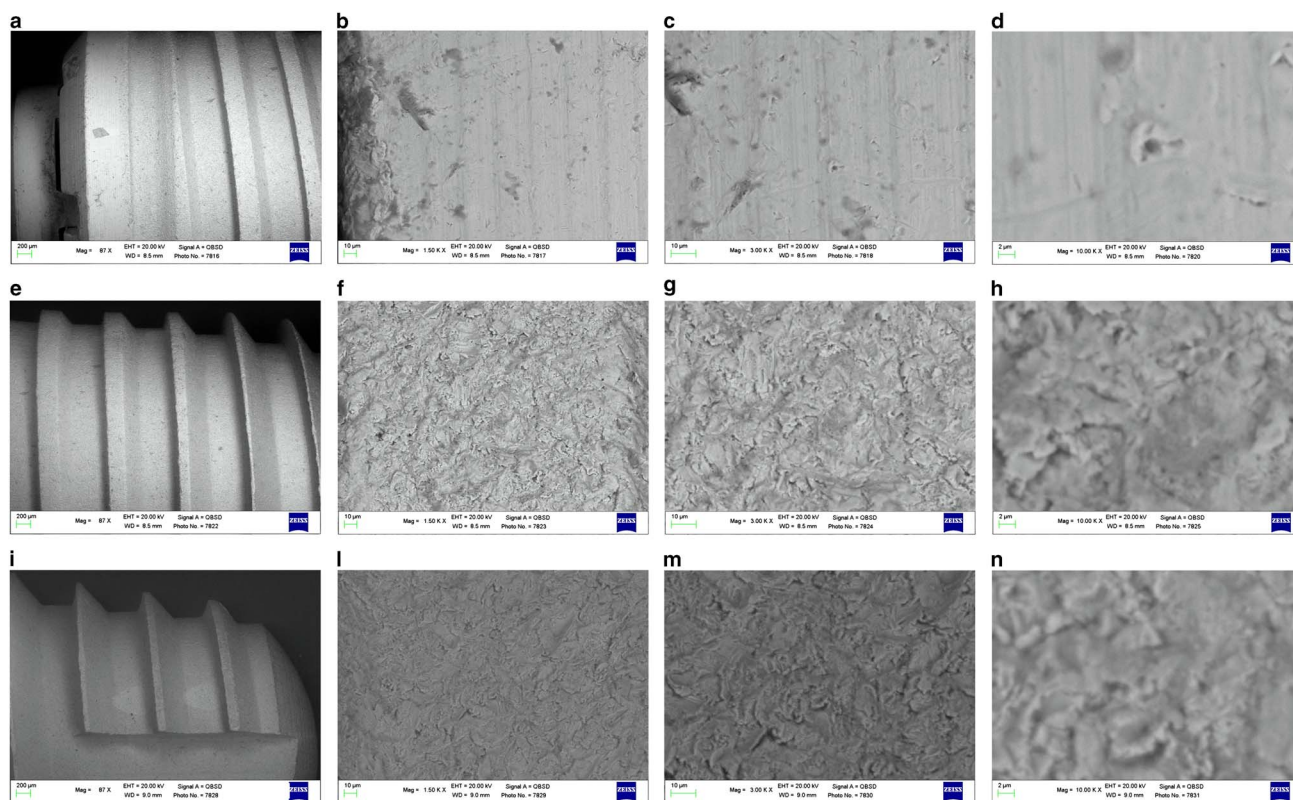 a b c d
200 µm Mag = 87 X EHT = 20.00 kV Signal A = QBSD ZEISS
WD = 8.5 mm Photo No. = 7816
10 µm Mag = 1.50 K X EHT = 20.00 kV Signal A = QBSD ZEISS
WD = 8.5 mm Photo No. = 7817
10 µm Mag = 3.00 K X EHT = 20.00 kV Signal A = QBSD ZEISS
WD = 8.5 mm Photo No. = 7818
2 µm Mag = 10.00 K X EHT = 20.00 kV Signal A = QBSD ZEISS
WD = 8.5 mm Photo No. = 7820
e f g h
200 µm Mag = 87 X EHT = 20.00 kV Signal A = QBSD ZEISS
WD = 8.5 mm Photo No. = 7822
10 µm Mag = 1.50 K X EHT = 20.00 kV Signal A = QBSD ZEISS
WD = 8.5 mm Photo No. = 7823
10 µm Mag = 3.00 K X EHT = 20.00 kV Signal A = QBSD ZEISS
WD = 8.5 mm Photo No. = 7824
2 µm Mag = 10.00 K X EHT = 20.00 kV Signal A = QBSD ZEISS
WD = 8.5 mm Photo No. = 7825
i l m n
200 µm Mag = 87 X EHT = 20.00 kV Signal A = QBSD ZEISS
WD = 9.0 mm Photo No. = 7828
10 µm Mag = 1.50 K X EHT = 20.00 kV Signal A = QBSD ZEISS
WD = 9.0 mm Photo No. = 7829
10 µm Mag = 3.00 K X EHT = 20.00 kV Signal A = QBSD ZEISS
WD = 9.0 mm Photo No. = 7830
2 µm Mag = 10.00 K X EHT = 20.00 kV Signal A = QBSD ZEISS
WD = 9.0 mm Photo No. = 7831